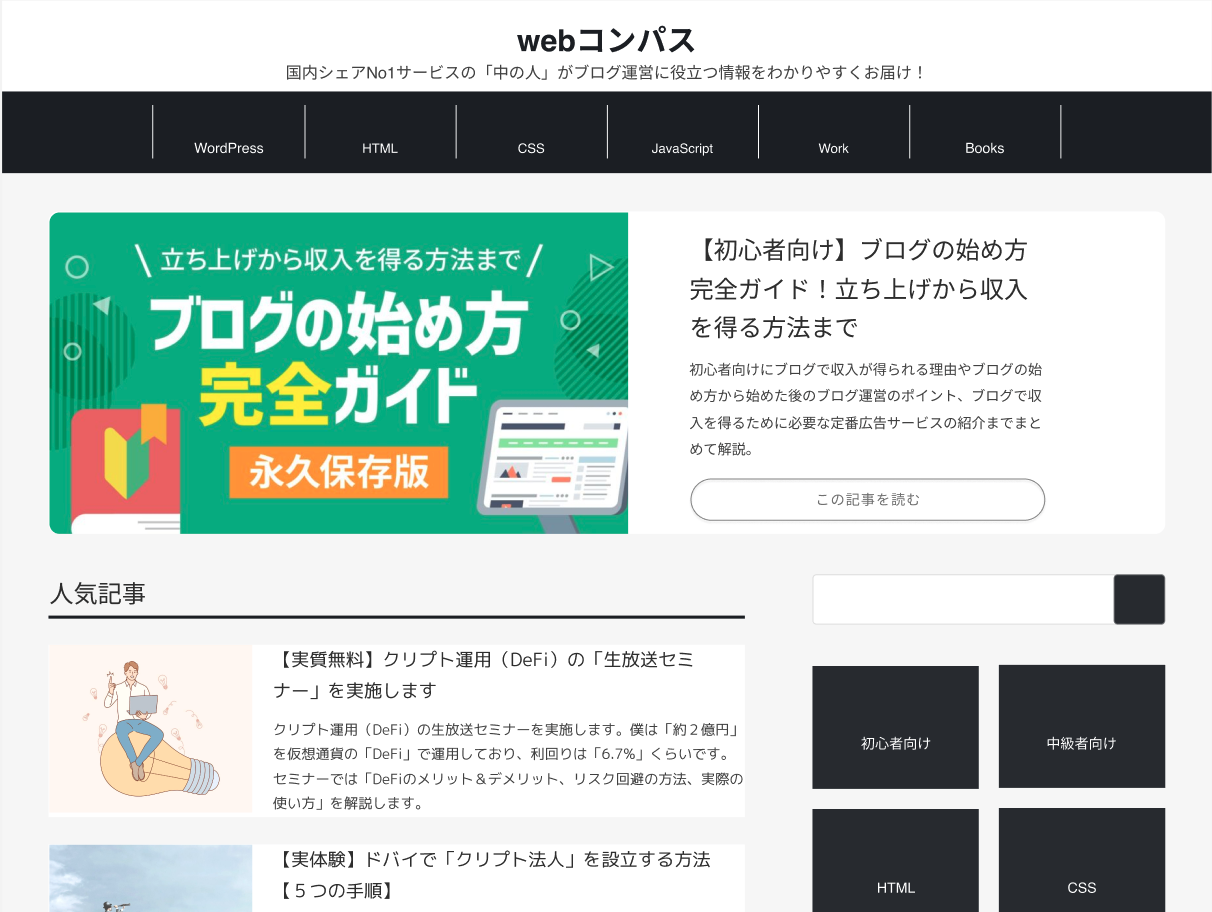 webコンパス
国内シェアNo1サービスの「中の人」がブログ運営に役立つ情報をわかりやすくお届け！
WordPress
HTML
CSS
JavaScript
Work
Books
立ち上げから収入を得る方法まで
ブログの始め方
完全ガイド
永久保存版
【初心者向け】ブログの始め方
完全ガイド！立ち上げから収入
を得る方法まで
初心者向けにブログで収入が得られる理由やブログの始
め方から始めた後のブログ運営のポイント、ブログで収
入を得るために必要な定番広告サービスの紹介までまと
めて解説。
この記事を読む
人気記事
【実質無料】クリプト運用（DeFi）の「生放送セミ
ナー」を実施します
クリプト運用（DeFi）の生放送セミナーを実施します。僕は「約２億円」
を仮想通貨の「DeFi」で運用しており、利回りは「6.7%」くらいです。
セミナーでは「DeFiのメリット＆デメリット、リスク回避の方法、実際の
使い方」を解説します。
【実体験】ドバイで「クリプト法人」を設立する方法
【５つの手順】
初心者向け
中級者向け
HTML
CSS